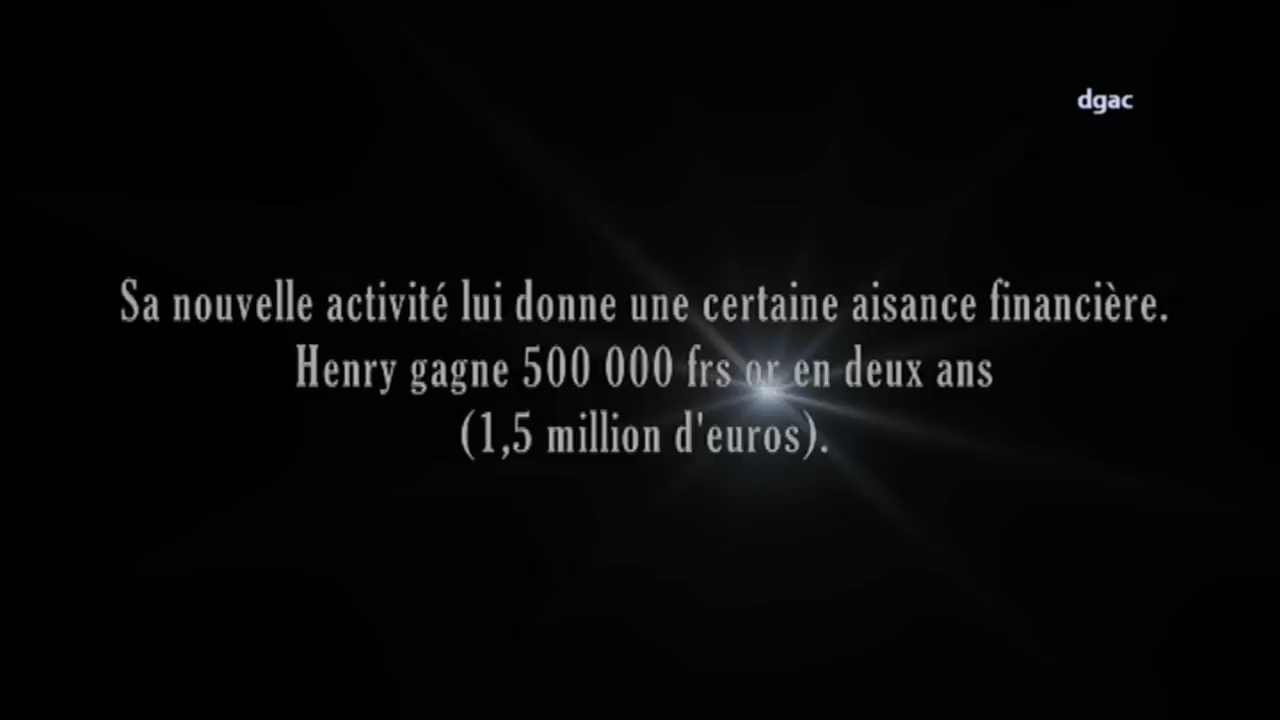 dgac
Sa nouvelle activité lui donne une certaine aisance financière.
Henry gagne 500 000 frs or en deux ans
(1,5 million d'euros).